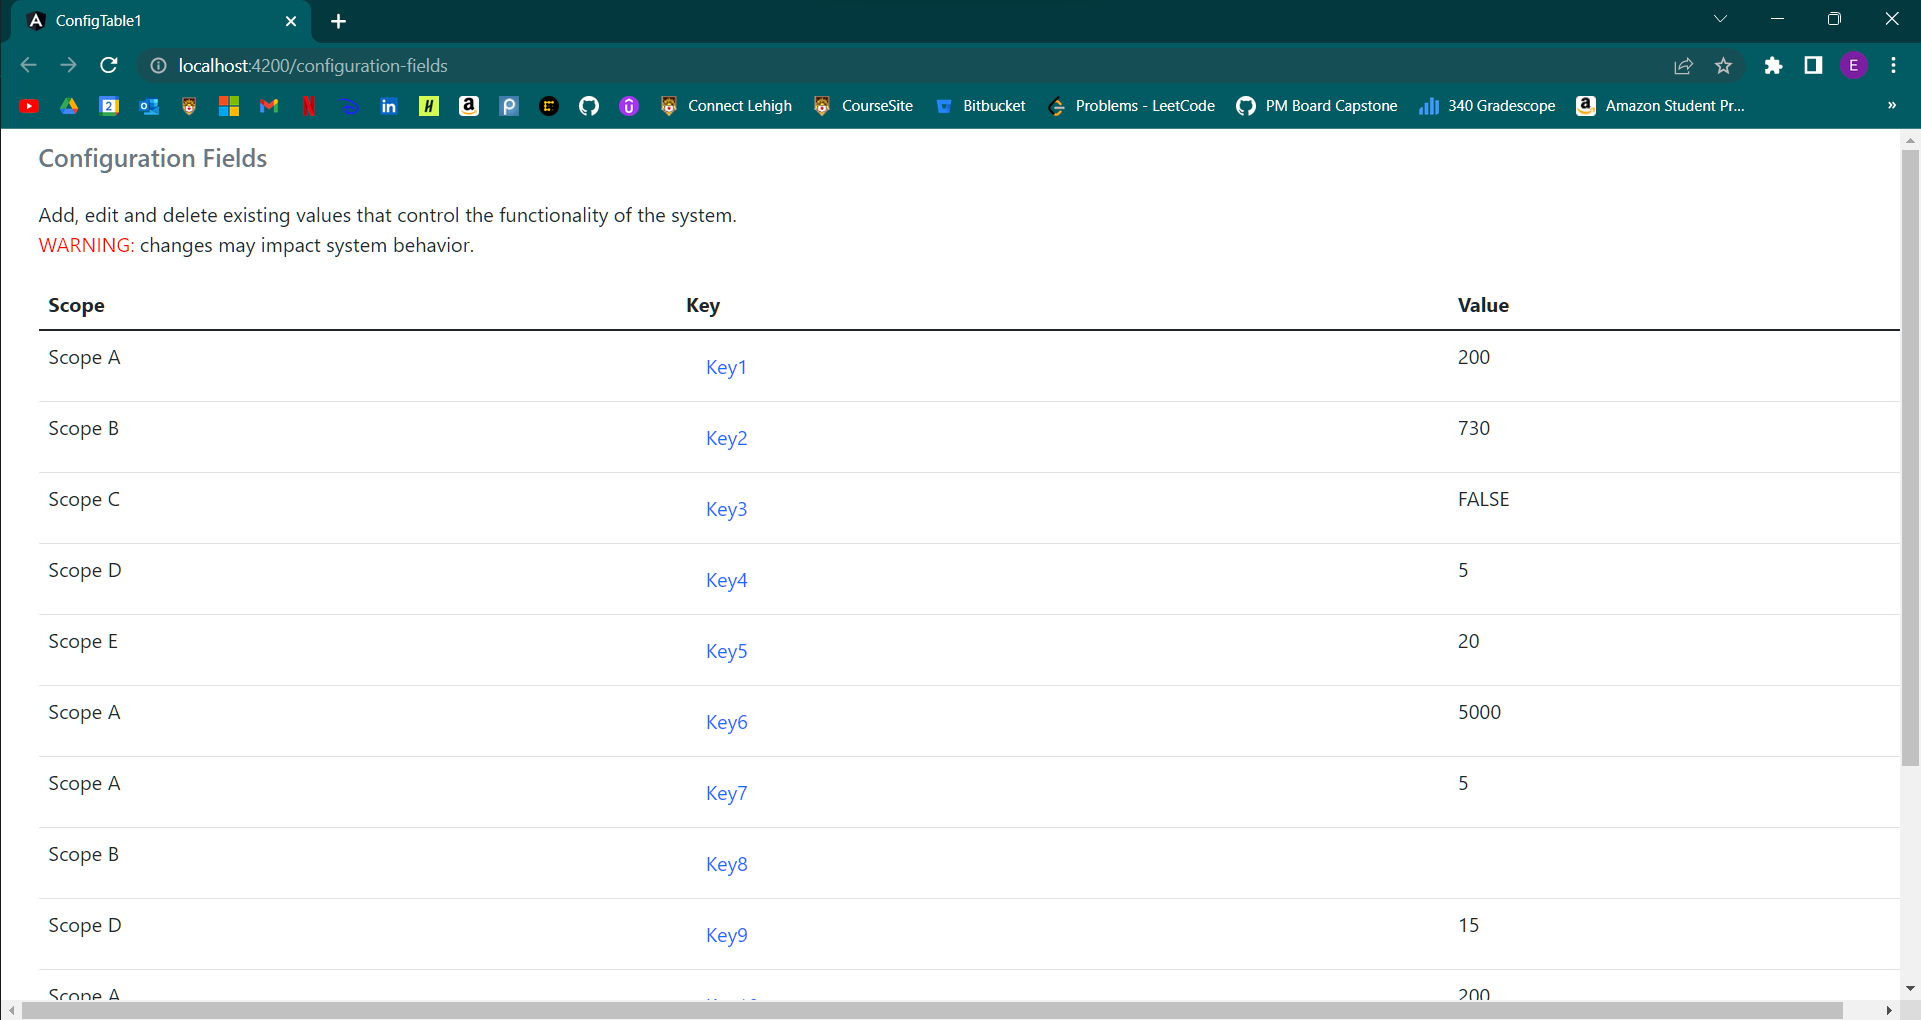 ConfigTable1
localhost:4200/configuration-fields
E
2
Connect Lehigh
CourseSite
Bitbucket
Problems - LeetCode
PM Board Capstone
340 Gradescope
Amazon Student Pr...
Configuration Fields
Add, edit and delete existing values that control the functionality of the system.
WARNING: changes may impact system behavior.
Scope Key Value
Scope A Key1 200
Scope B Key2 730
Scope C Key3 FALSE
Scope D Key4 5
Scope E Key5 20
Scope A Key6 5000
Scope A Key7 5
Scope B Key8
Scope D Key9 15
Scope A 200